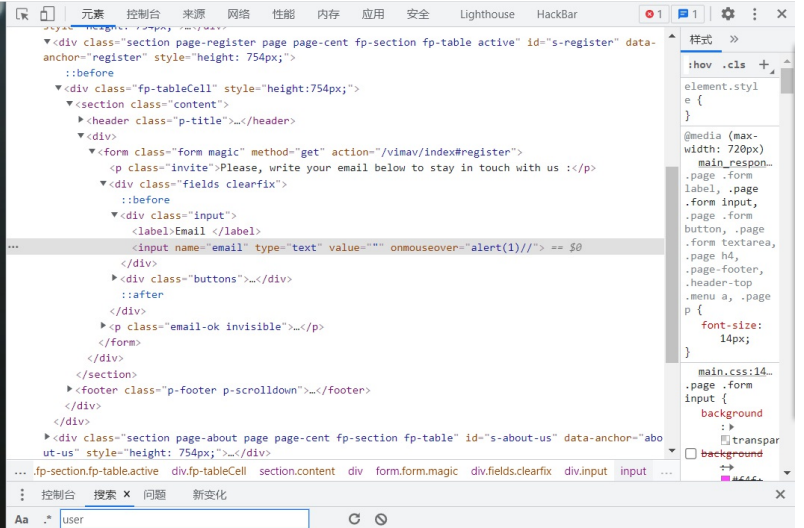 元素 控制台 来源 网络 性能 内存 应用 安全 Lighthouse HackBar 1 1
▼<div class="section page-register page page-cent fp-section fp-table active" id="s-register" data-
anchor="register" style="height: 754px;">
::before
▼<div class="fp-tableCell" style="height:754px;">
▼<section class="content">
▶<header class="p-title">…</header>
▼<div>
▼<form class="form magic" method="get" action="/vimav/index#register">
<p class="invite">Please, write your email below to stay in touch with us :</p>
▼<div class="fields clearfix">
::before
▼<div class="input">
<label>Email </label>
<input name="email" type="text" value=""" onmouseover="alert(1)//"> == $0
</div>
▶<div class="buttons">…</div>
::after
</div>
▶<p class="email-ok invisible">…</p>
</form>
</div>
</section>
▶<footer class="p-footer p-scrolldown">…</footer>
</div>
</div>
▶<div class="section page-about page page-cent fp-section fp-table" id="s-about-us" data-anchor="abo
ut-us" style="height: 754px;">…</div>
... .fp-section.fp-table.active div.fp-tableCell section.content div form.form.magic div.fields.clearfix div.input input ...
样式 »
:hov .cls +
element.styl
e {
}
@media (max-
width: 720px)
main_respon…
.page .form
label, .page
.form input,
.page .form
button, .page
.form textarea,
.page h4,
.page-footer,
.header-top
.menu a, .page
p {
font-size:
14px;
}
main.css:14…
.page .form
input {
background
: ▶
transpar
background
: ▶
控制台 搜索 × 问题 新变化
Aa .* user